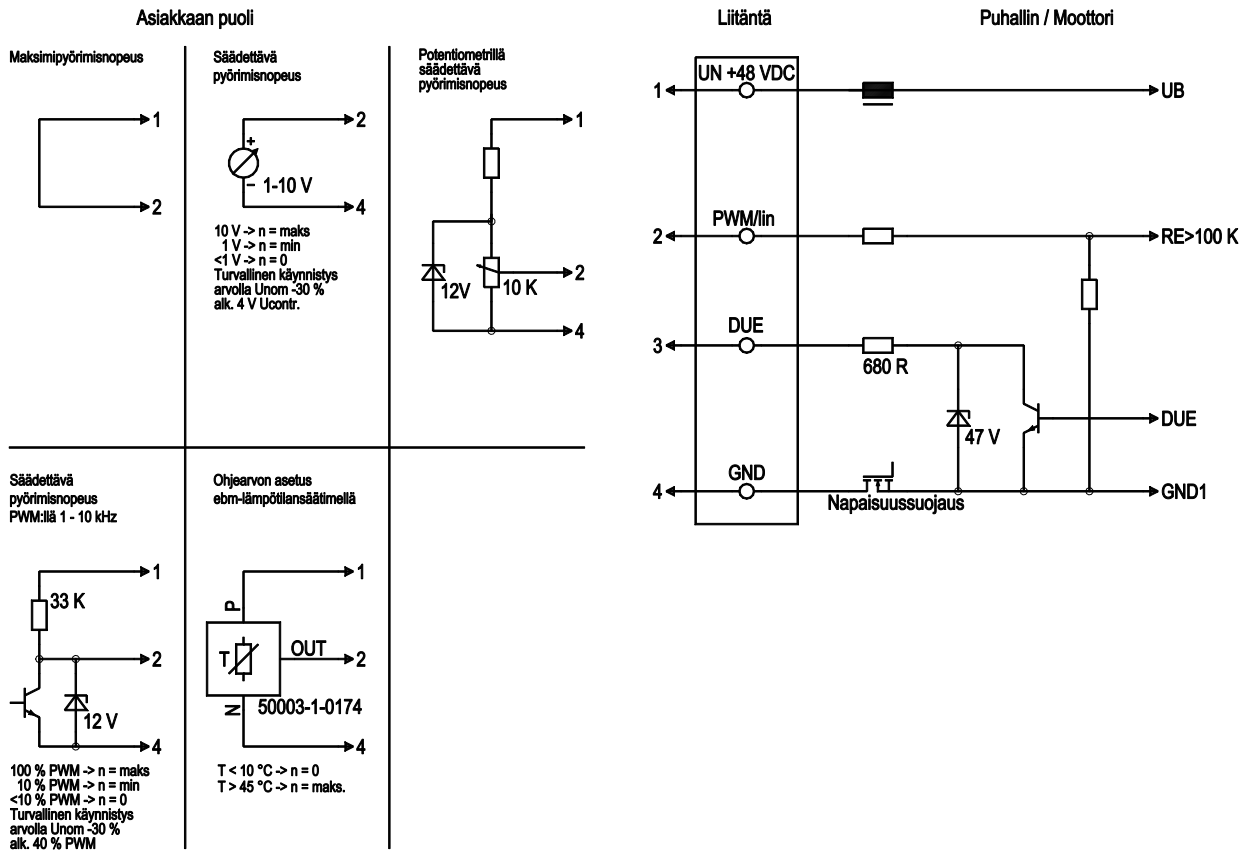 Asiakkaan puoli
Liitäntä
Puhallin / Moottori
Maksimipyörimisnopeus
1
2
Säädettävä
pyörimisnopeus
2
+
−
1-10 V
4
10 V -> n = maks
1 V -> n = min
<1 V -> n = 0
Turvallinen käynnistys
arvolla Unom -30 %
alk. 4 V Ucontr.
Potentiometrillä
säädettävä
pyörimisnopeus
1
2
12V
10 K
4
Säädettävä
pyörimisnopeus
PWM:llä 1 - 10 kHz
1
33 K
2
12 V
4
100 % PWM -> n = maks
10 % PWM -> n = min
<10 % PWM -> n = 0
Turvallinen käynnistys
arvolla Unom -30 %
alk. 40 % PWM
Ohjearvon asetus
ebm-lämpötilansäätimellä
1
P
T
OUT
2
N
50003-1-0174
4
T < 10 °C -> n = 0
T > 45 °C -> n = maks.
UN +48 VDC
1
UB
PWM/lin
2
RE>100 K
DUE
3
680 R
47 V
DUE
GND
4
GND1
Napaisuussuojaus